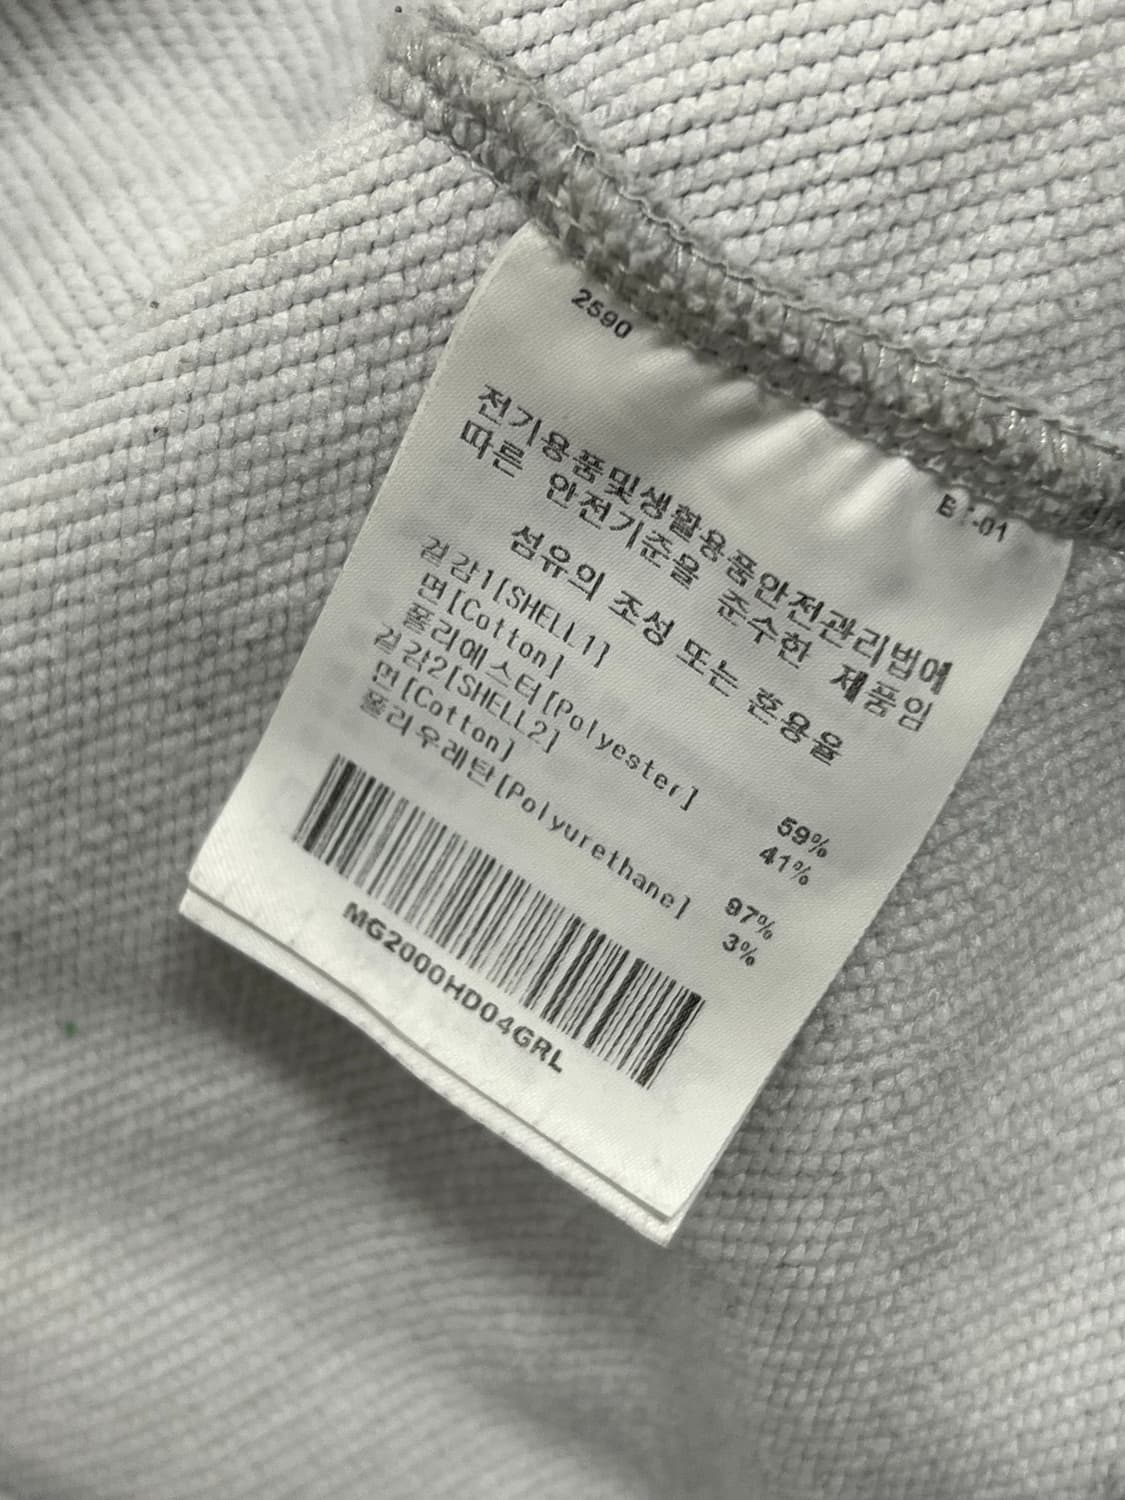 2590
전기용품및생활용품안전관리법에
따른 안전기준을 준수한 제품임
섬유의 조성 또는 혼용율
겉감1[SHELL1]
면[Cotton] 59%
폴리에스터[Polyester] 41%
겉감2[SHELL2]
면[Cotton] 97%
폴리우레탄[Polyurethane] 3%
MG2000HD04GRL